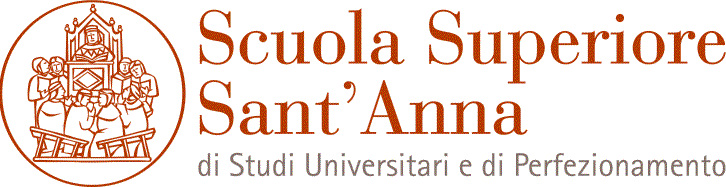 Scuola Superiore
Sant'Anna
di Studi Universitari e di Perfezionamento